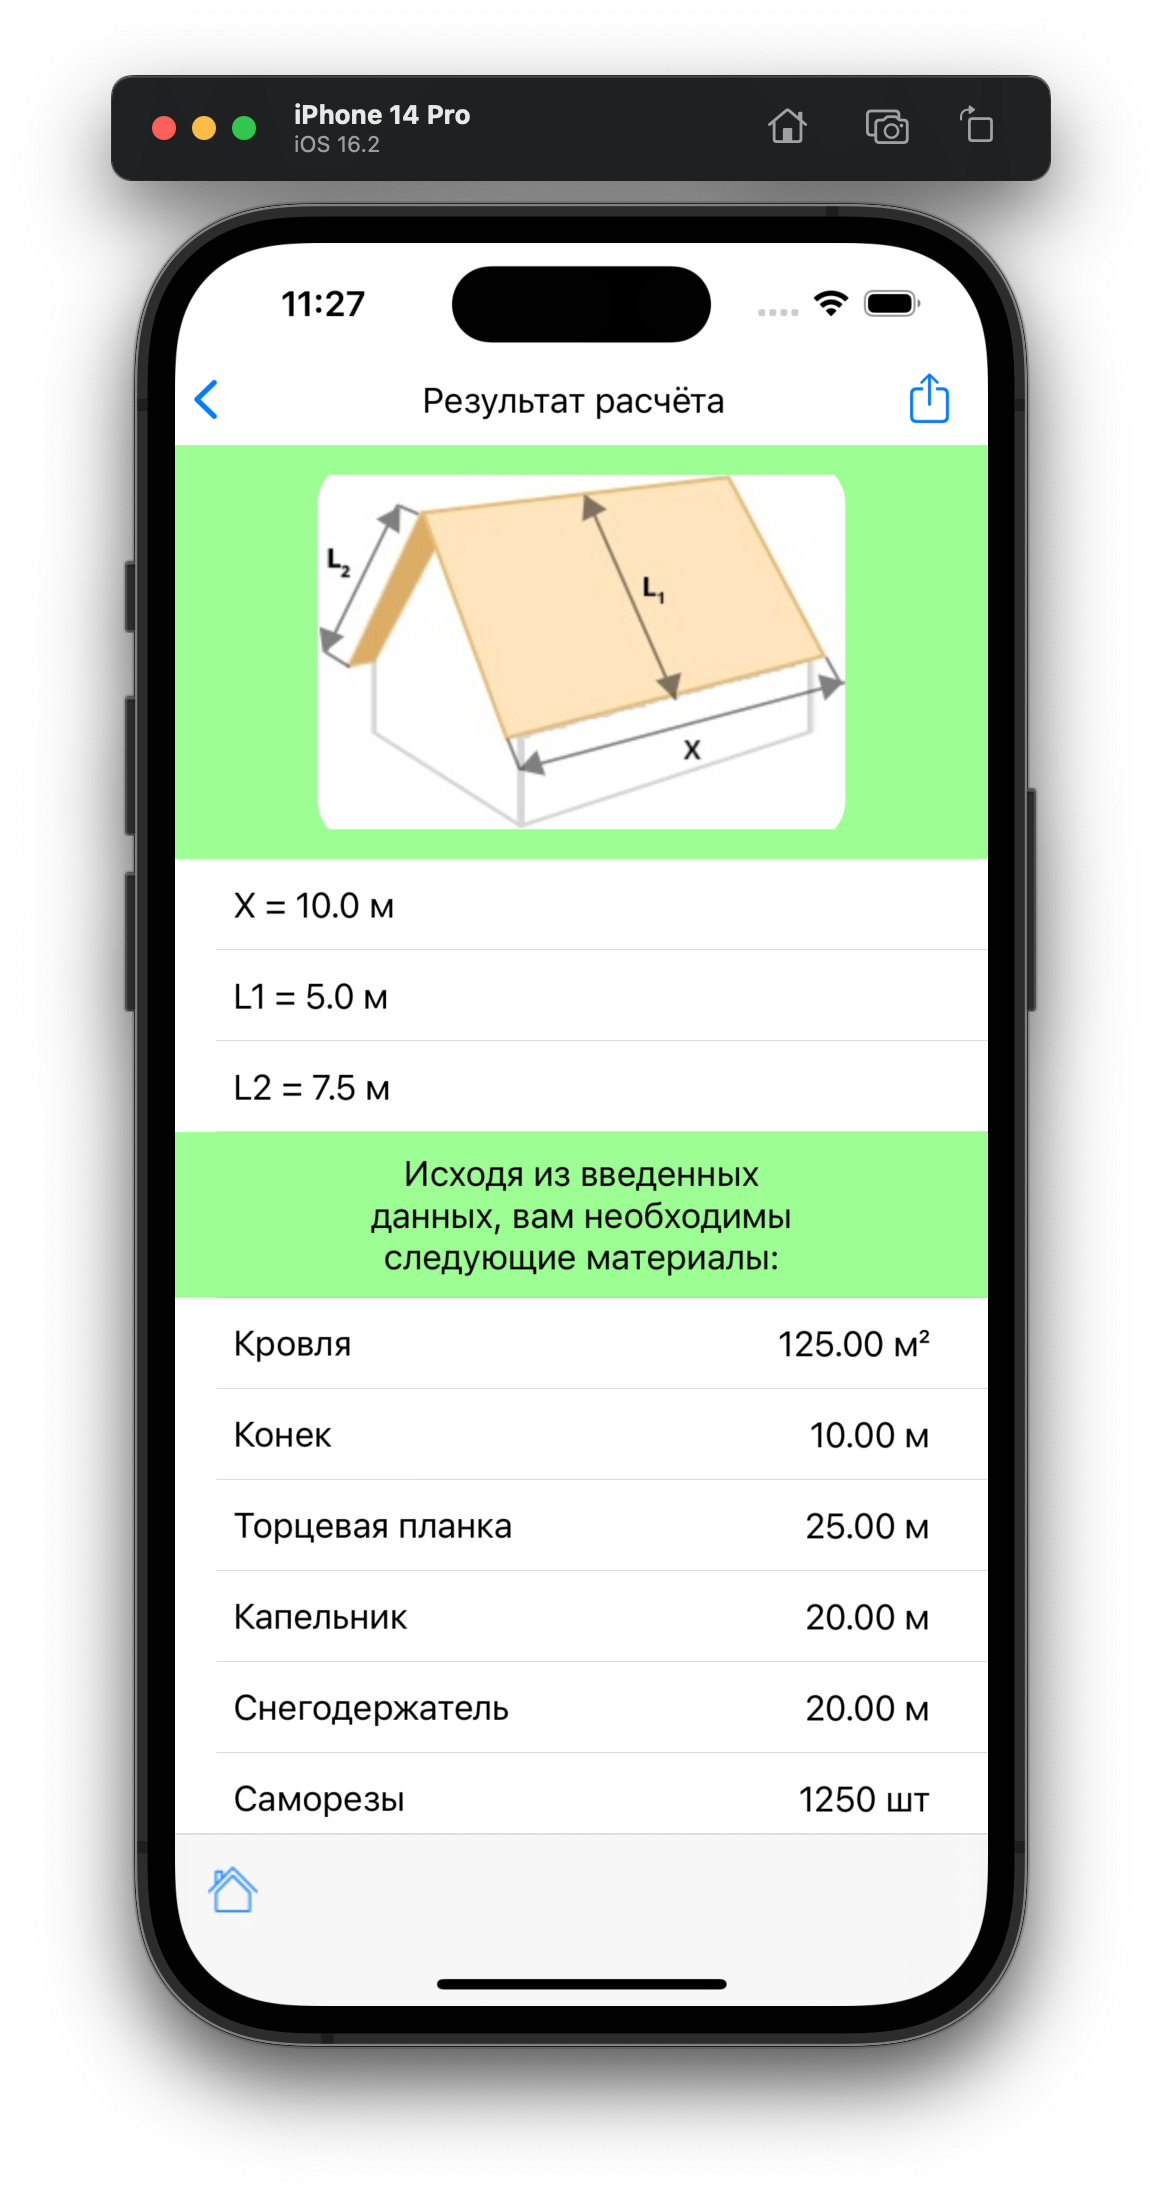 iPhone 14 Pro
iOS 16.2
11:27
Результат расчёта
L₂
L₁
X
X = 10.0 м
L1 = 5.0 м
L2 = 7.5 м
Исходя из введенных
данных, вам необходимы
следующие материалы:
Кровля 125.00 м²
Конек 10.00 м
Торцевая планка 25.00 м
Капельник 20.00 м
Снегодержатель 20.00 м
Саморезы 1250 шт